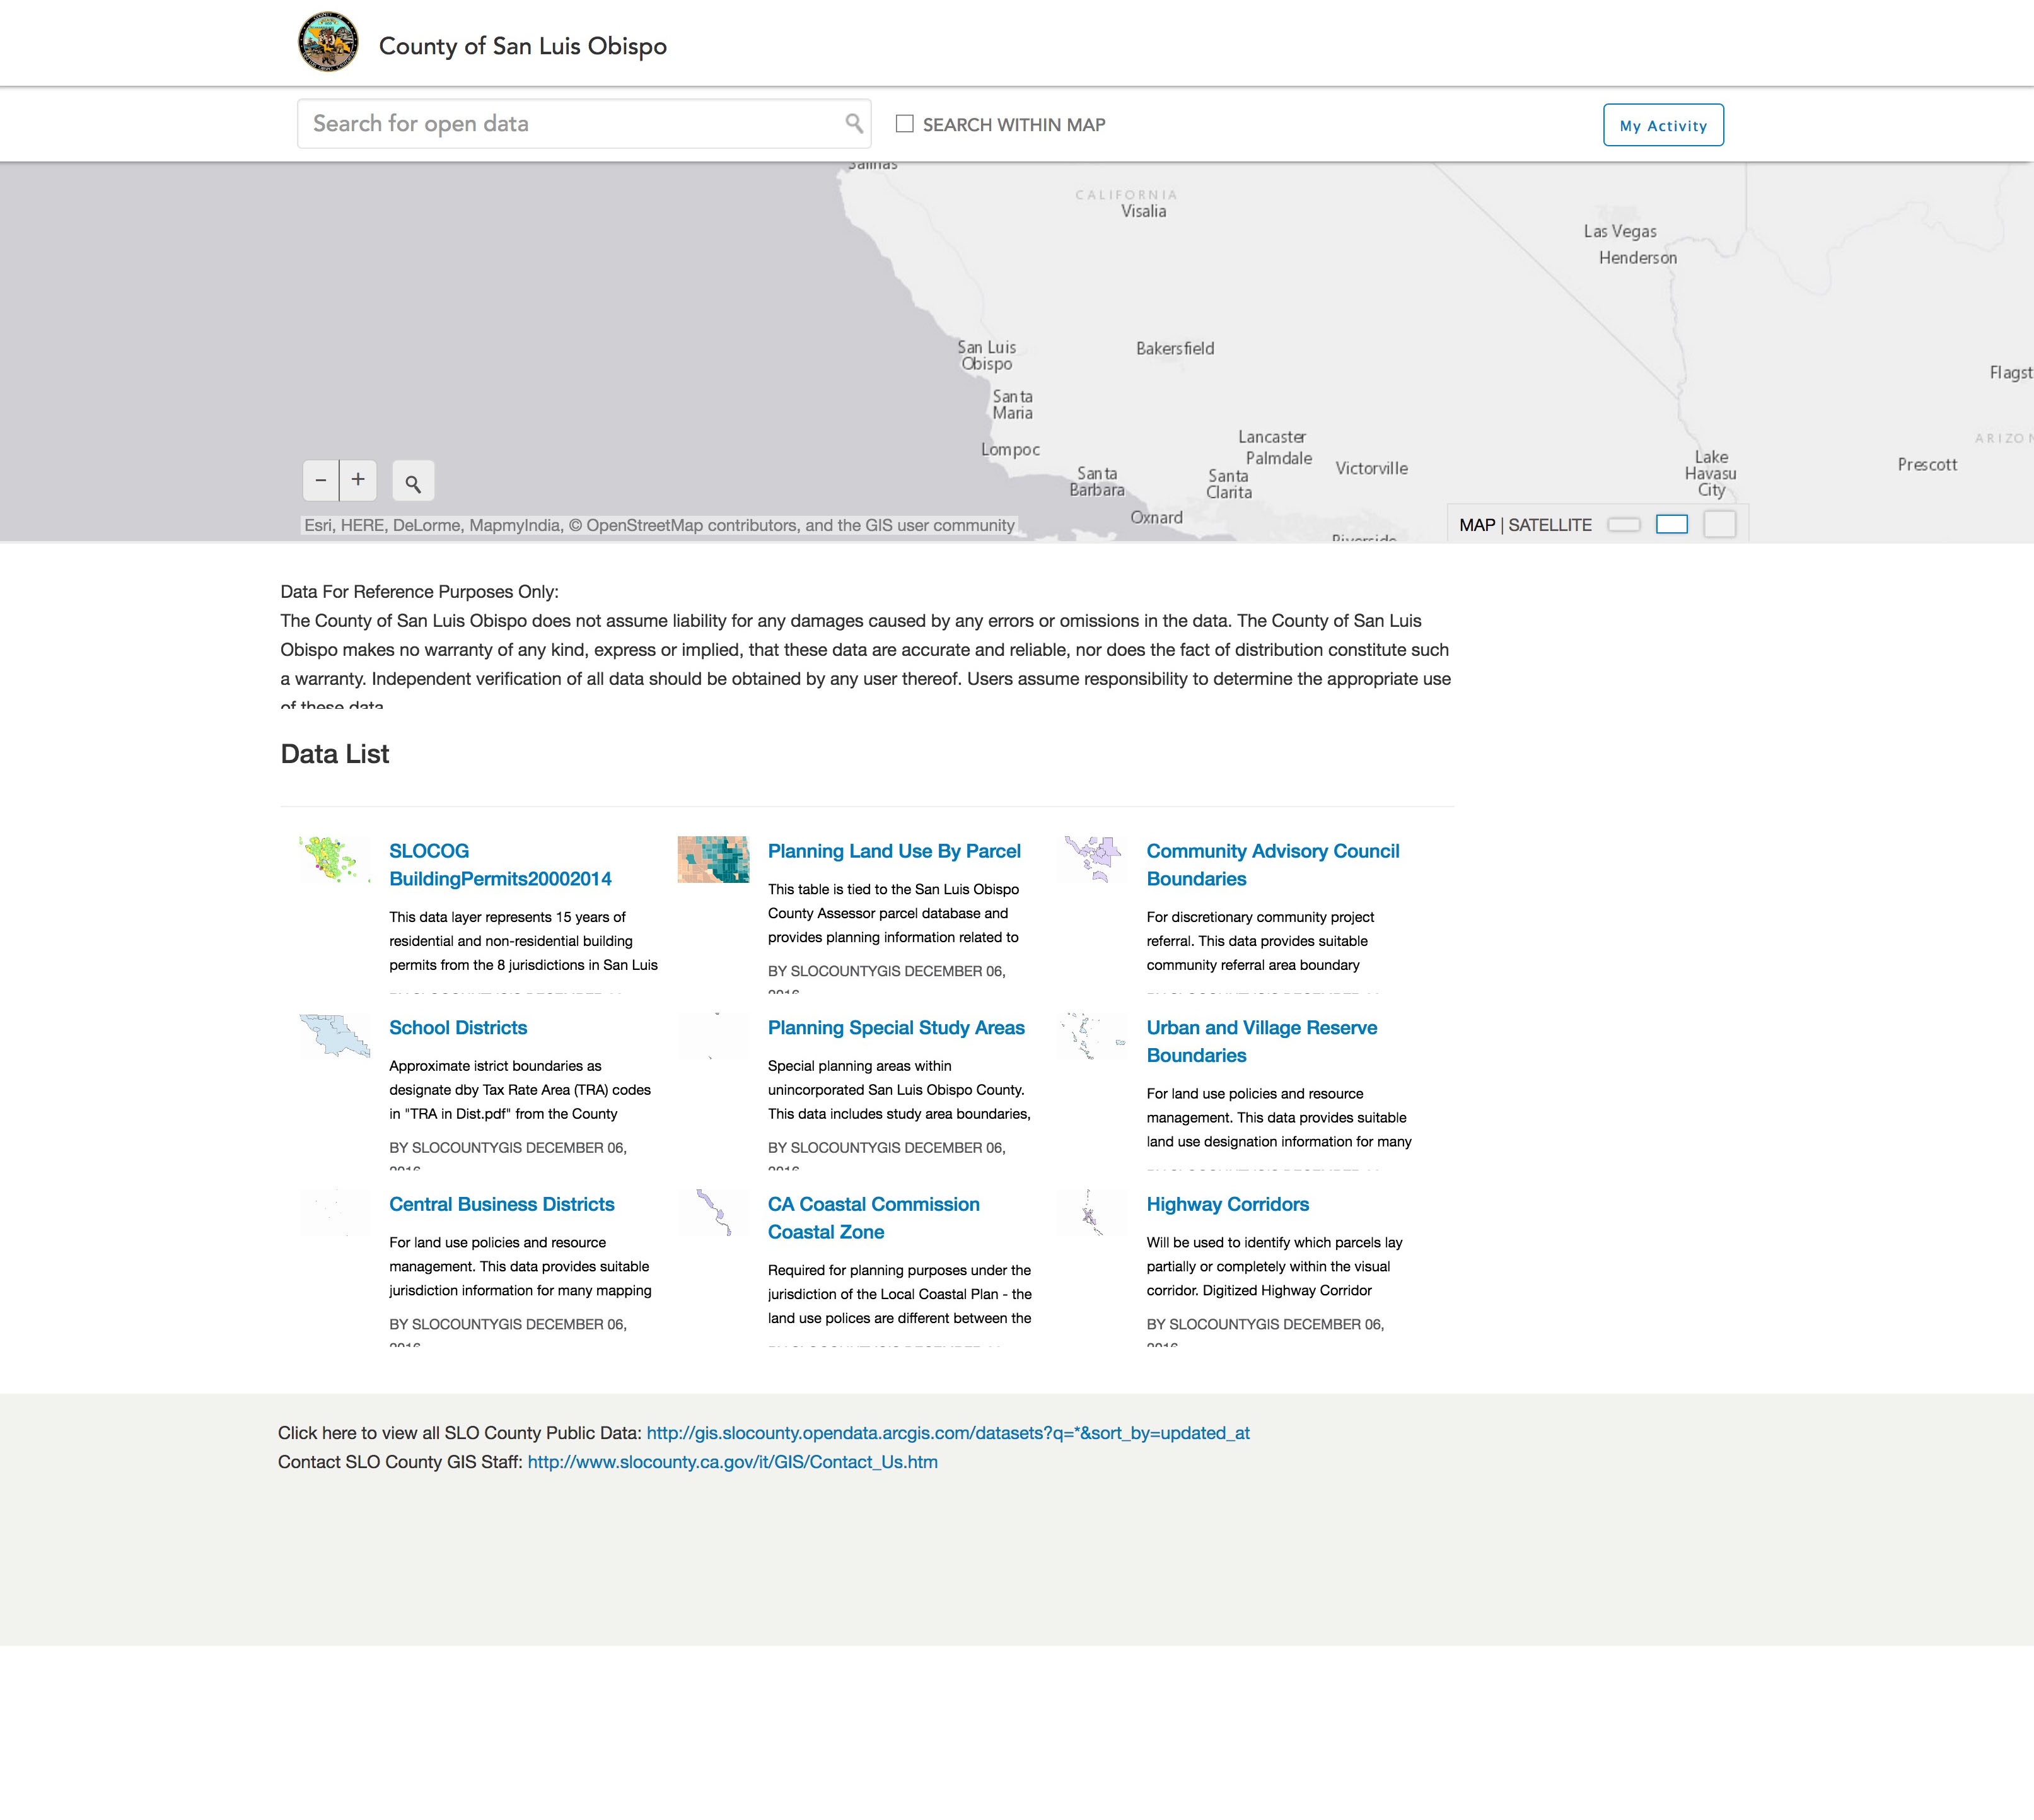 County of San Luis Obispo
Search for open data
SEARCH WITHIN MAP
My Activity
Salinas
CALIFORNIA
Visalia
Las Vegas
Henderson
San Luis
Obispo
Bakersfield
Flagst
Santa
Maria
Lancaster
ARIZON
Lompoc
Palmdale
Victorville
Lake
Havasu
City
Prescott
Santa
Barbara
Santa
Clarita
Oxnard
Riverside
− +
Esri, HERE, DeLorme, MapmyIndia, © OpenStreetMap contributors, and the GIS user community
MAP | SATELLITE
Data For Reference Purposes Only:
The County of San Luis Obispo does not assume liability for any damages caused by any errors or omissions in the data. The County of San Luis
Obispo makes no warranty of any kind, express or implied, that these data are accurate and reliable, nor does the fact of distribution constitute such
a warranty. Independent verification of all data should be obtained by any user thereof. Users assume responsibility to determine the appropriate use
of these data
Data List
SLOCOG
BuildingPermits20002014
This data layer represents 15 years of
residential and non-residential building
permits from the 8 jurisdictions in San Luis
Planning Land Use By Parcel
This table is tied to the San Luis Obispo
County Assessor parcel database and
provides planning information related to
BY SLOCOUNTYGIS DECEMBER 06,
2016
Community Advisory Council
Boundaries
For discretionary community project
referral. This data provides suitable
community referral area boundary
School Districts
Approximate istrict boundaries as
designate dby Tax Rate Area (TRA) codes
in "TRA in Dist.pdf" from the County
BY SLOCOUNTYGIS DECEMBER 06,
2016
Planning Special Study Areas
Special planning areas within
unincorporated San Luis Obispo County.
This data includes study area boundaries,
BY SLOCOUNTYGIS DECEMBER 06,
2016
Urban and Village Reserve
Boundaries
For land use policies and resource
management. This data provides suitable
land use designation information for many
Central Business Districts
For land use policies and resource
management. This data provides suitable
jurisdiction information for many mapping
BY SLOCOUNTYGIS DECEMBER 06,
2016
CA Coastal Commission
Coastal Zone
Required for planning purposes under the
jurisdiction of the Local Coastal Plan - the
land use polices are different between the
Highway Corridors
Will be used to identify which parcels lay
partially or completely within the visual
corridor. Digitized Highway Corridor
BY SLOCOUNTYGIS DECEMBER 06,
2016
Click here to view all SLO County Public Data: http://gis.slocounty.opendata.arcgis.com/datasets?q=*&sort_by=updated_at
Contact SLO County GIS Staff: http://www.slocounty.ca.gov/it/GIS/Contact_Us.htm